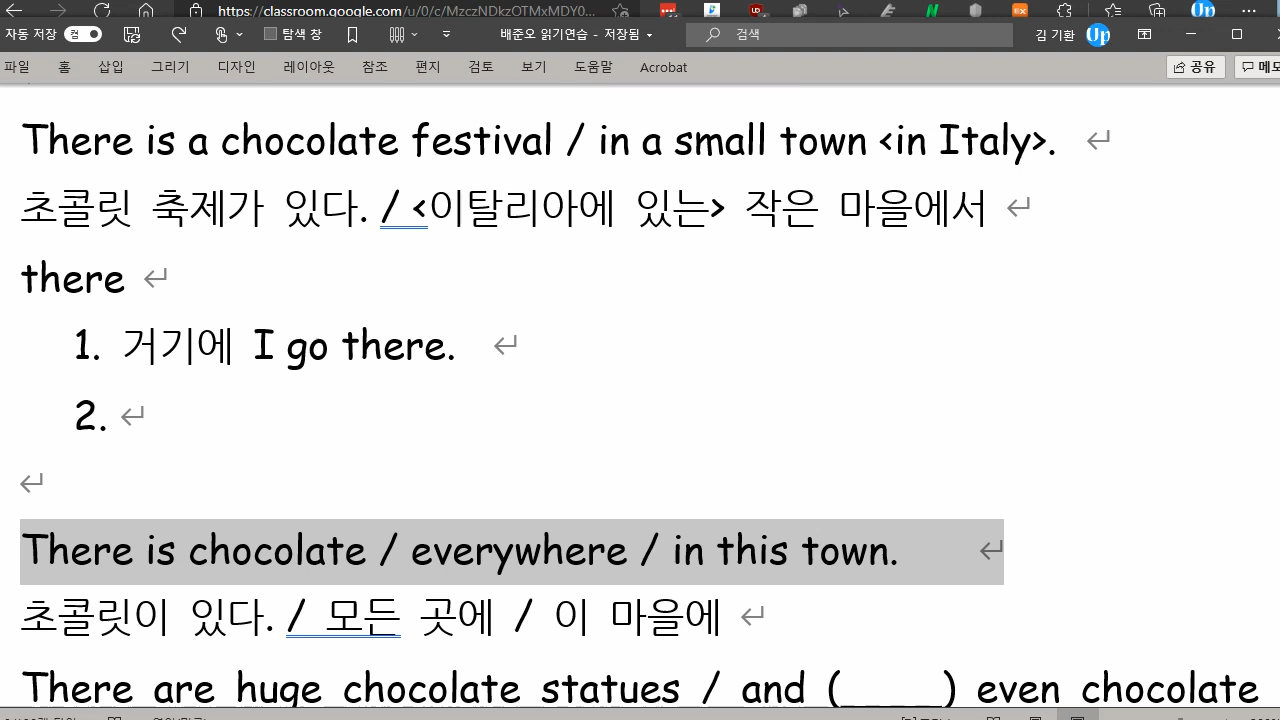 https://classroom.google.com/u/0/c/MzczNDkzOTMxMDY0...
자동 저장 컴 탐색 창 배준오 읽기연습 - 저장됨 검색 김 기환 Up
파일 홈 삽입 그리기 디자인 레이아웃 참조 편지 검토 보기 도움말 Acrobat 공유 메모
There is a chocolate festival / in a small town <in Italy>.
초콜릿 축제가 있다. / <이탈리아에 있는> 작은 마을에서
there
1. 거기에 I go there.
2.
There is chocolate / everywhere / in this town.
초콜릿이 있다. / 모든 곳에 / 이 마을에
There are huge chocolate statues / and (____) even chocolate